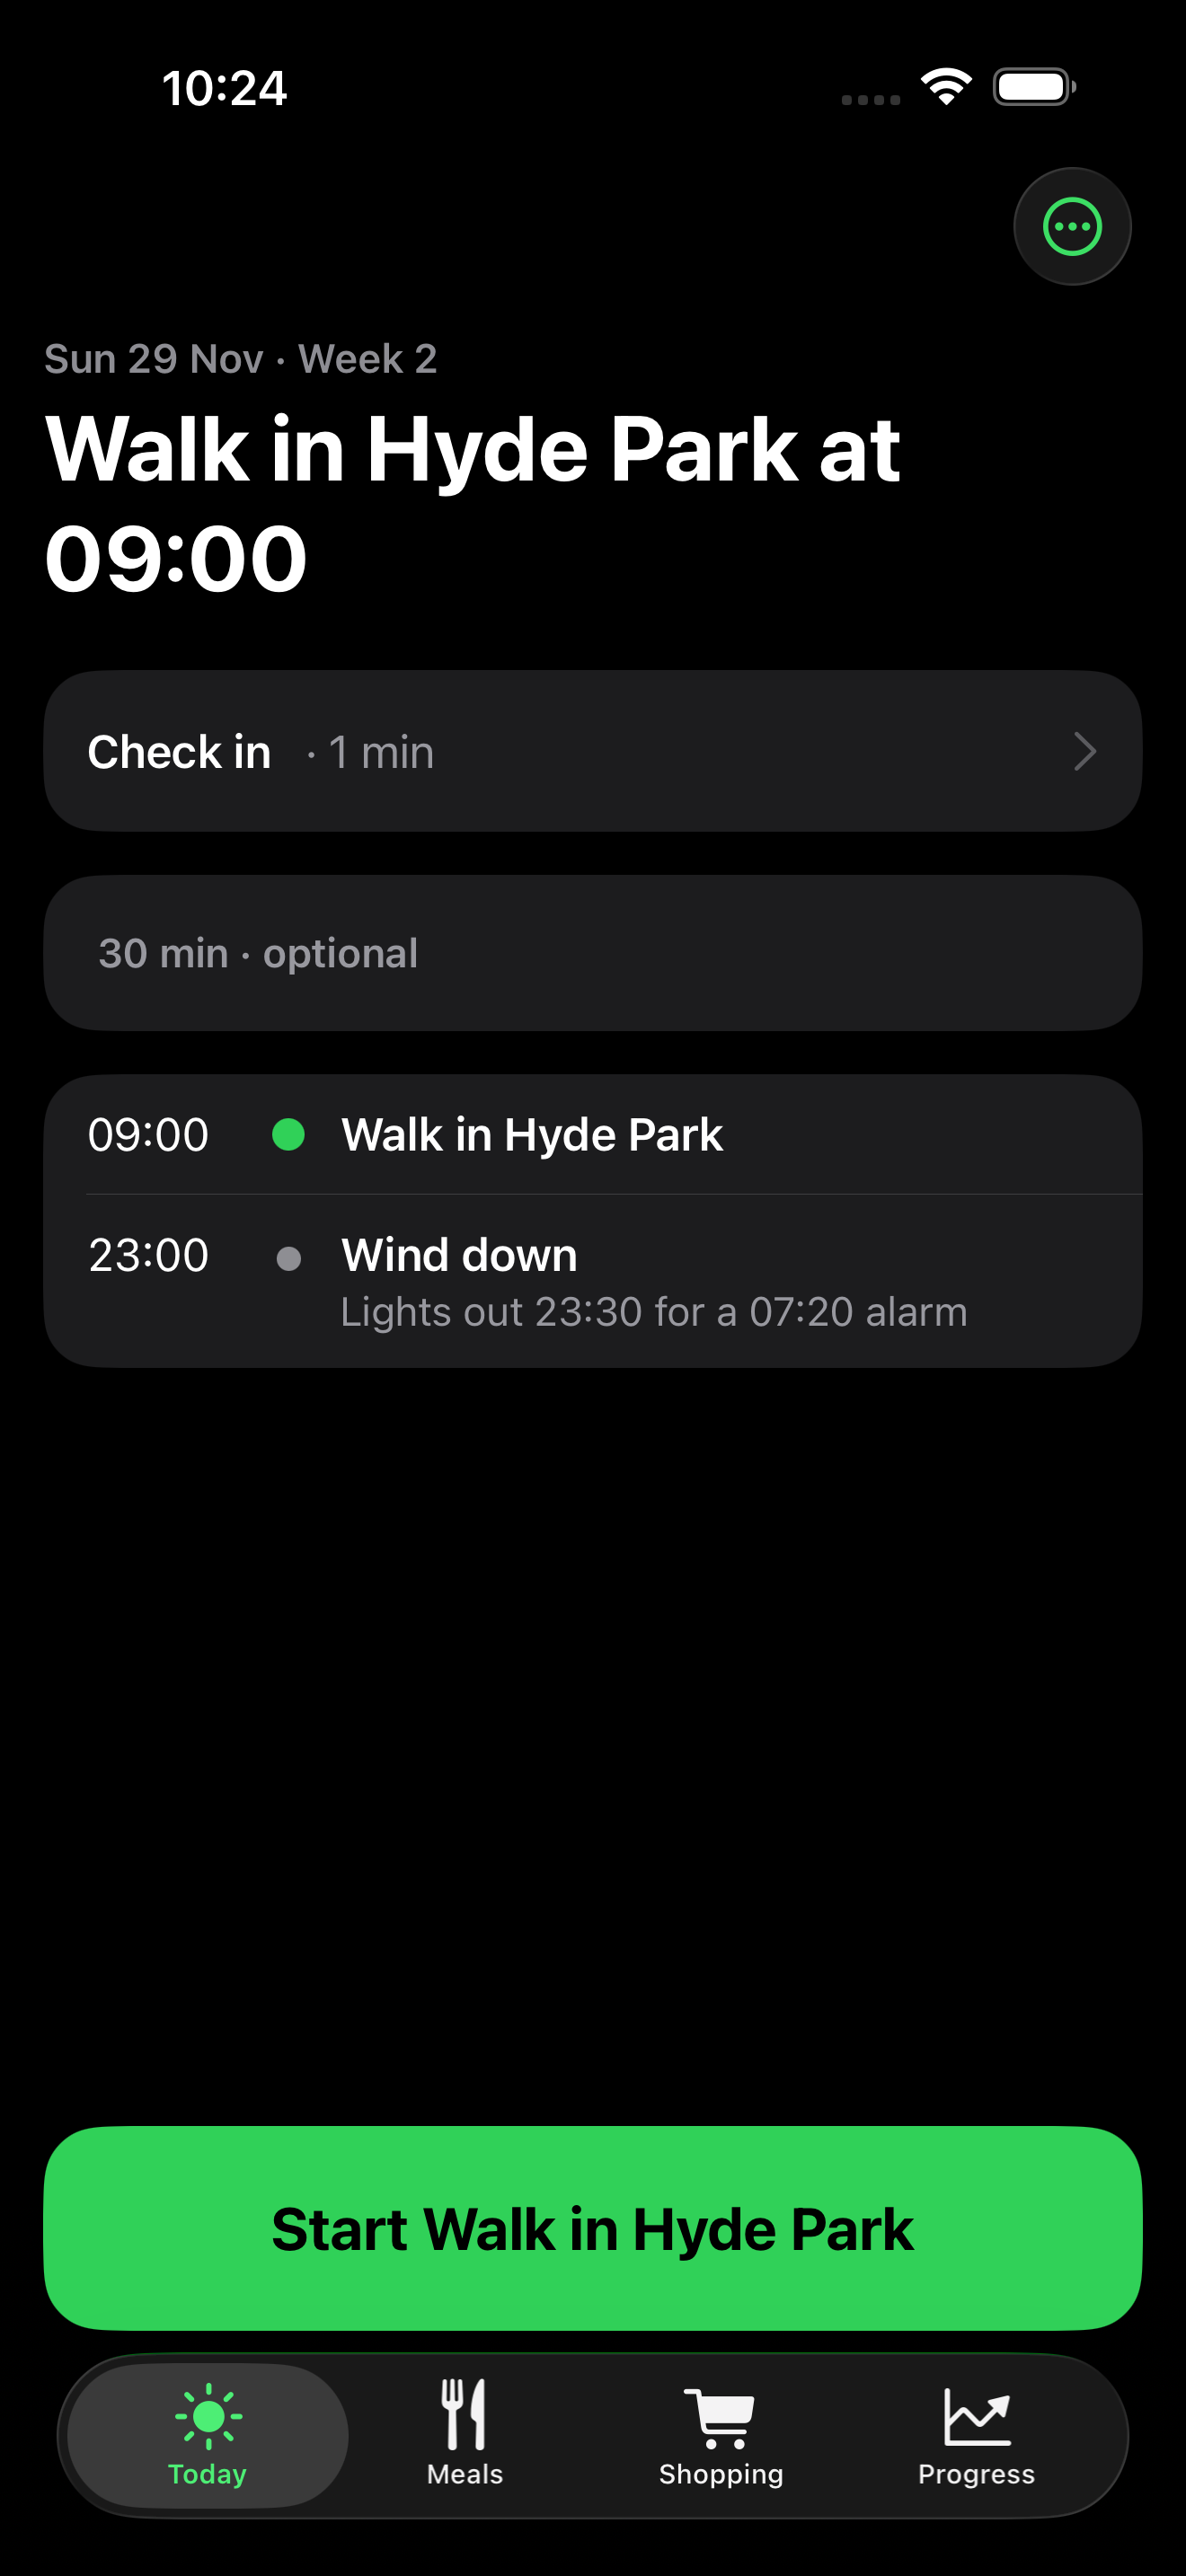 10:24
Sun 29 Nov · Week 2
Walk in Hyde Park at
09:00
Check in · 1 min
30 min · optional
09:00 Walk in Hyde Park
23:00 Wind down
Lights out 23:30 for a 07:20 alarm
Start Walk in Hyde Park
Today Meals Shopping Progress